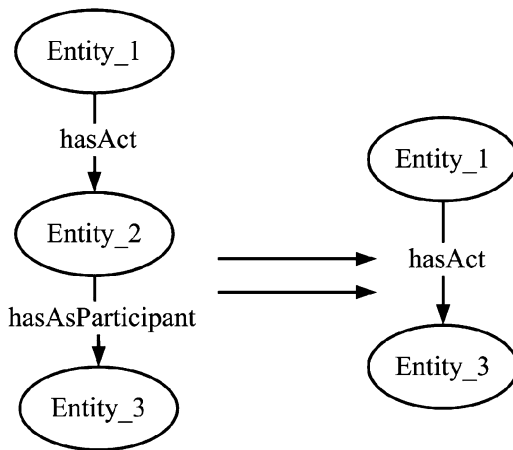 Entity_1
hasAct
Entity_2
hasAsParticipant
Entity_3
Entity_1
hasAct
Entity_3